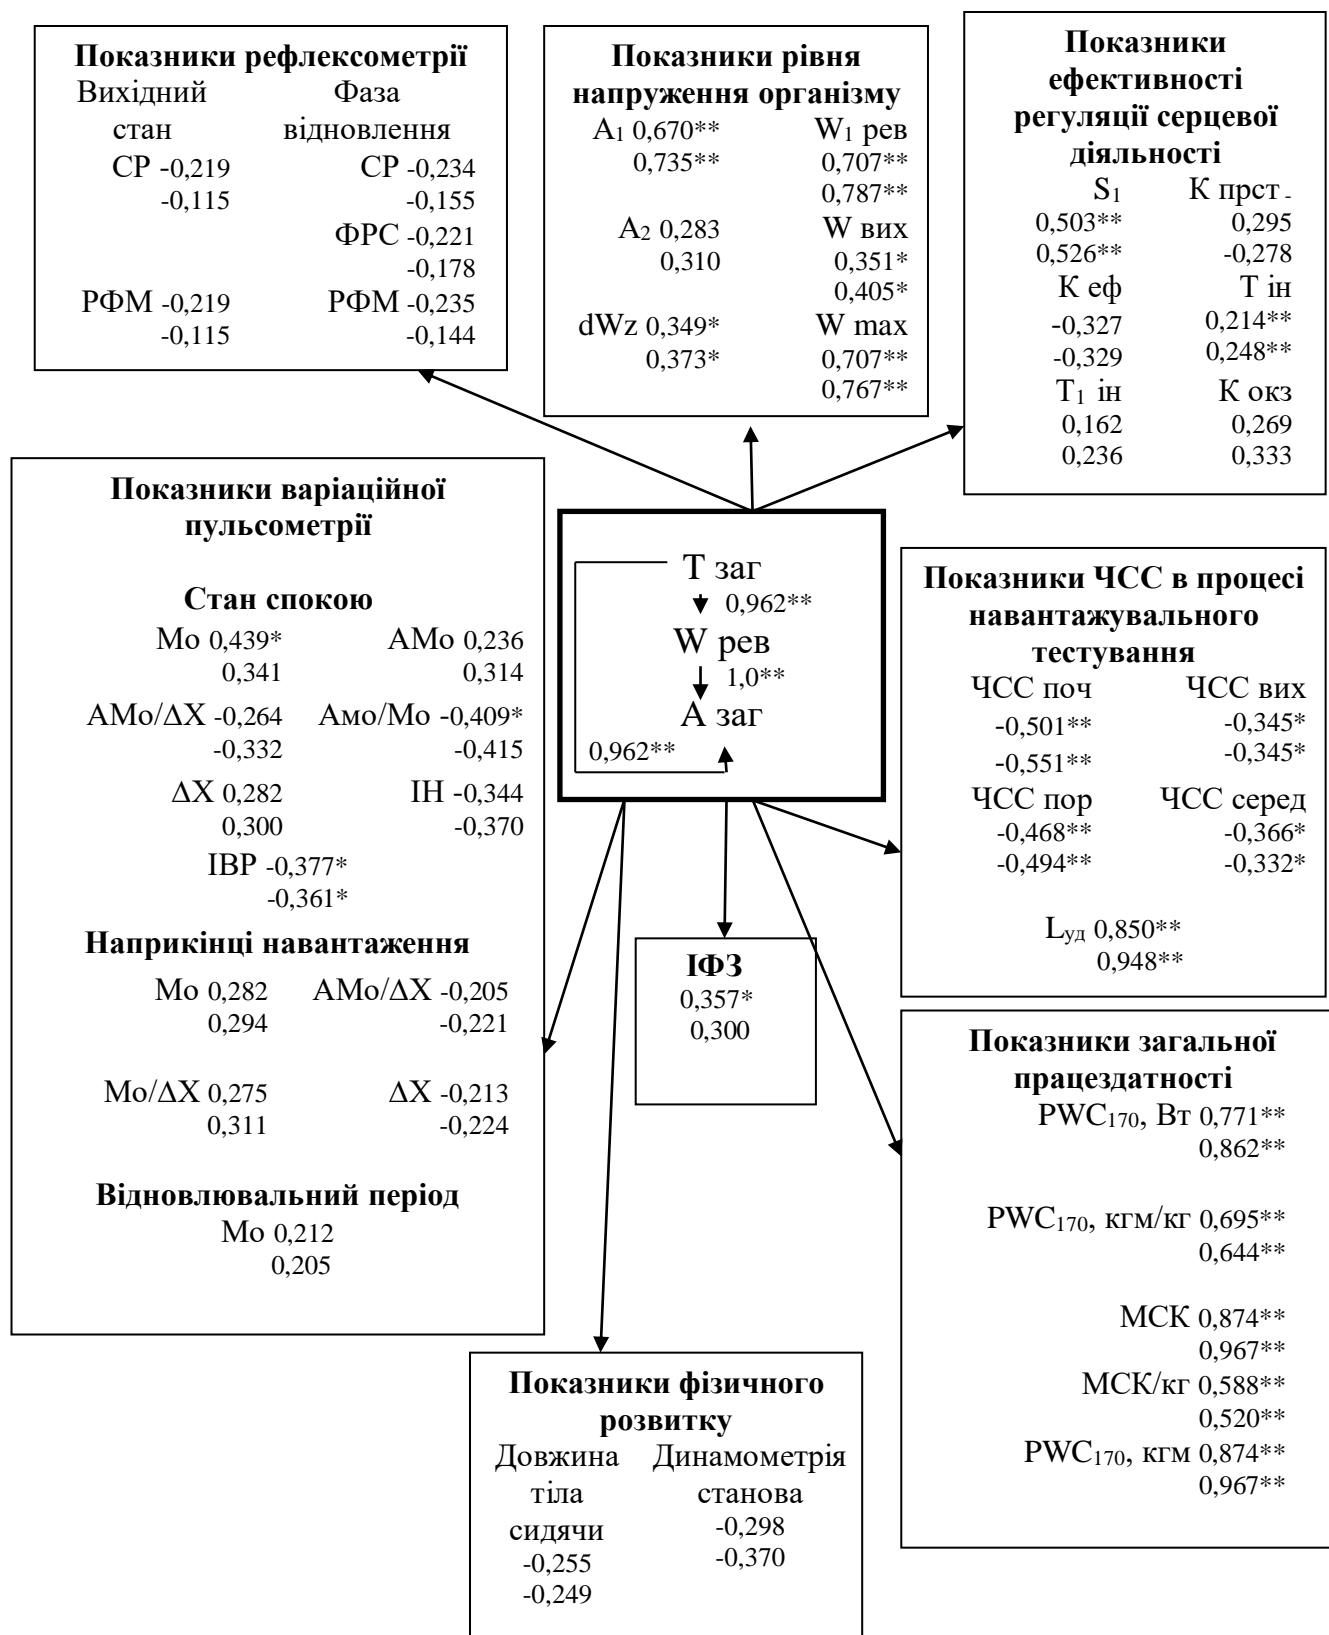 Показники рефлексометрії
Вихідний Фаза
стан відновлення
СР -0,219 СР -0,234
-0,115 -0,155
ФРС -0,221
-0,178
РФМ -0,219 РФМ -0,235
-0,115 -0,144
Показники рівня
напруження організму
A₁ 0,670** W₁ рев
0,735** 0,707**
0,787**
A₂ 0,283 W вих
0,310 0,351*
0,405*
dWz 0,349* W max
0,373* 0,707**
0,767**
Показники
ефективності
регуляції серцевої
діяльності
S₁ К прст -
0,503** 0,295
0,526** -0,278
К еф Т ін
-0,327 0,214**
-0,329 0,248**
Т₁ ін К окз
0,162 0,269
0,236 0,333
Показники варіаційної
пульсометрії
Стан спокою
Мо 0,439* АМо 0,236
0,341 0,314
АМо/ΔХ -0,264 Амо/Мо -0,409*
-0,332 -0,415
ΔХ 0,282 ІН -0,344
0,300 -0,370
ІВР -0,377*
-0,361*
Наприкінці навантаження
Мо 0,282 АМо/ΔХ -0,205
0,294 -0,221
Мо/ΔХ 0,275 ΔХ -0,213
0,311 -0,224
Відновлювальний період
Мо 0,212
0,205
Т заг
0,962**
W рев
1,0**
А заг
0,962**
Показники ЧСС в процесі
навантажувального
тестування
ЧСС поч ЧСС вих
-0,501** -0,345*
-0,551** -0,345*
ЧСС пор ЧСС серед
-0,468** -0,366*
-0,494** -0,332*
Lуд 0,850**
0,948**
ІФЗ
0,357*
0,300
Показники загальної
працездатності
PWC₁₇₀, Вт 0,771**
0,862**
PWC₁₇₀, кгм/кг 0,695**
0,644**
МСК 0,874**
0,967**
МСК/кг 0,588**
0,520**
PWC₁₇₀, кгм 0,874**
0,967**
Показники фізичного
розвитку
Довжина Динамометрія
тіла станова
сидячи -0,298
-0,255 -0,370
-0,249